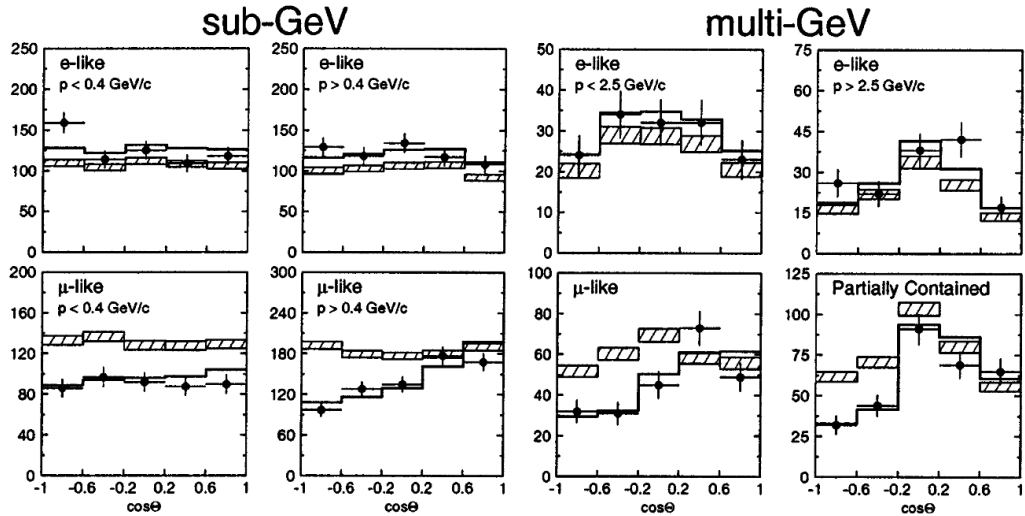 sub-GeV
multi-GeV
250
200
150
100
50
0
e-like
p < 0.4 GeV/c
250
200
150
100
50
0
e-like
p > 0.4 GeV/c
50
40
30
20
10
0
e-like
p < 2.5 GeV/c
75
60
45
30
15
0
e-like
p > 2.5 GeV/c
200
160
120
80
40
0
μ-like
p < 0.4 GeV/c
-1 -0.6 -0.2 0.2 0.6 1
cosΘ
300
240
180
120
60
0
μ-like
p > 0.4 GeV/c
-1 -0.6 -0.2 0.2 0.6 1
cosΘ
100
80
60
40
20
0
μ-like
-1 -0.6 -0.2 0.2 0.6 1
cosΘ
125
100
75
50
25
0
Partially Contained
-1 -0.6 -0.2 0.2 0.6 1
cosΘ